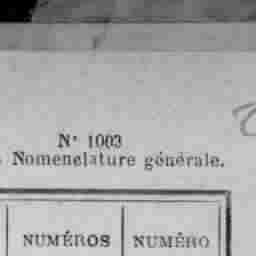 N° 1003
Nomenclature générale.
NUMÉROS NUMÉRO